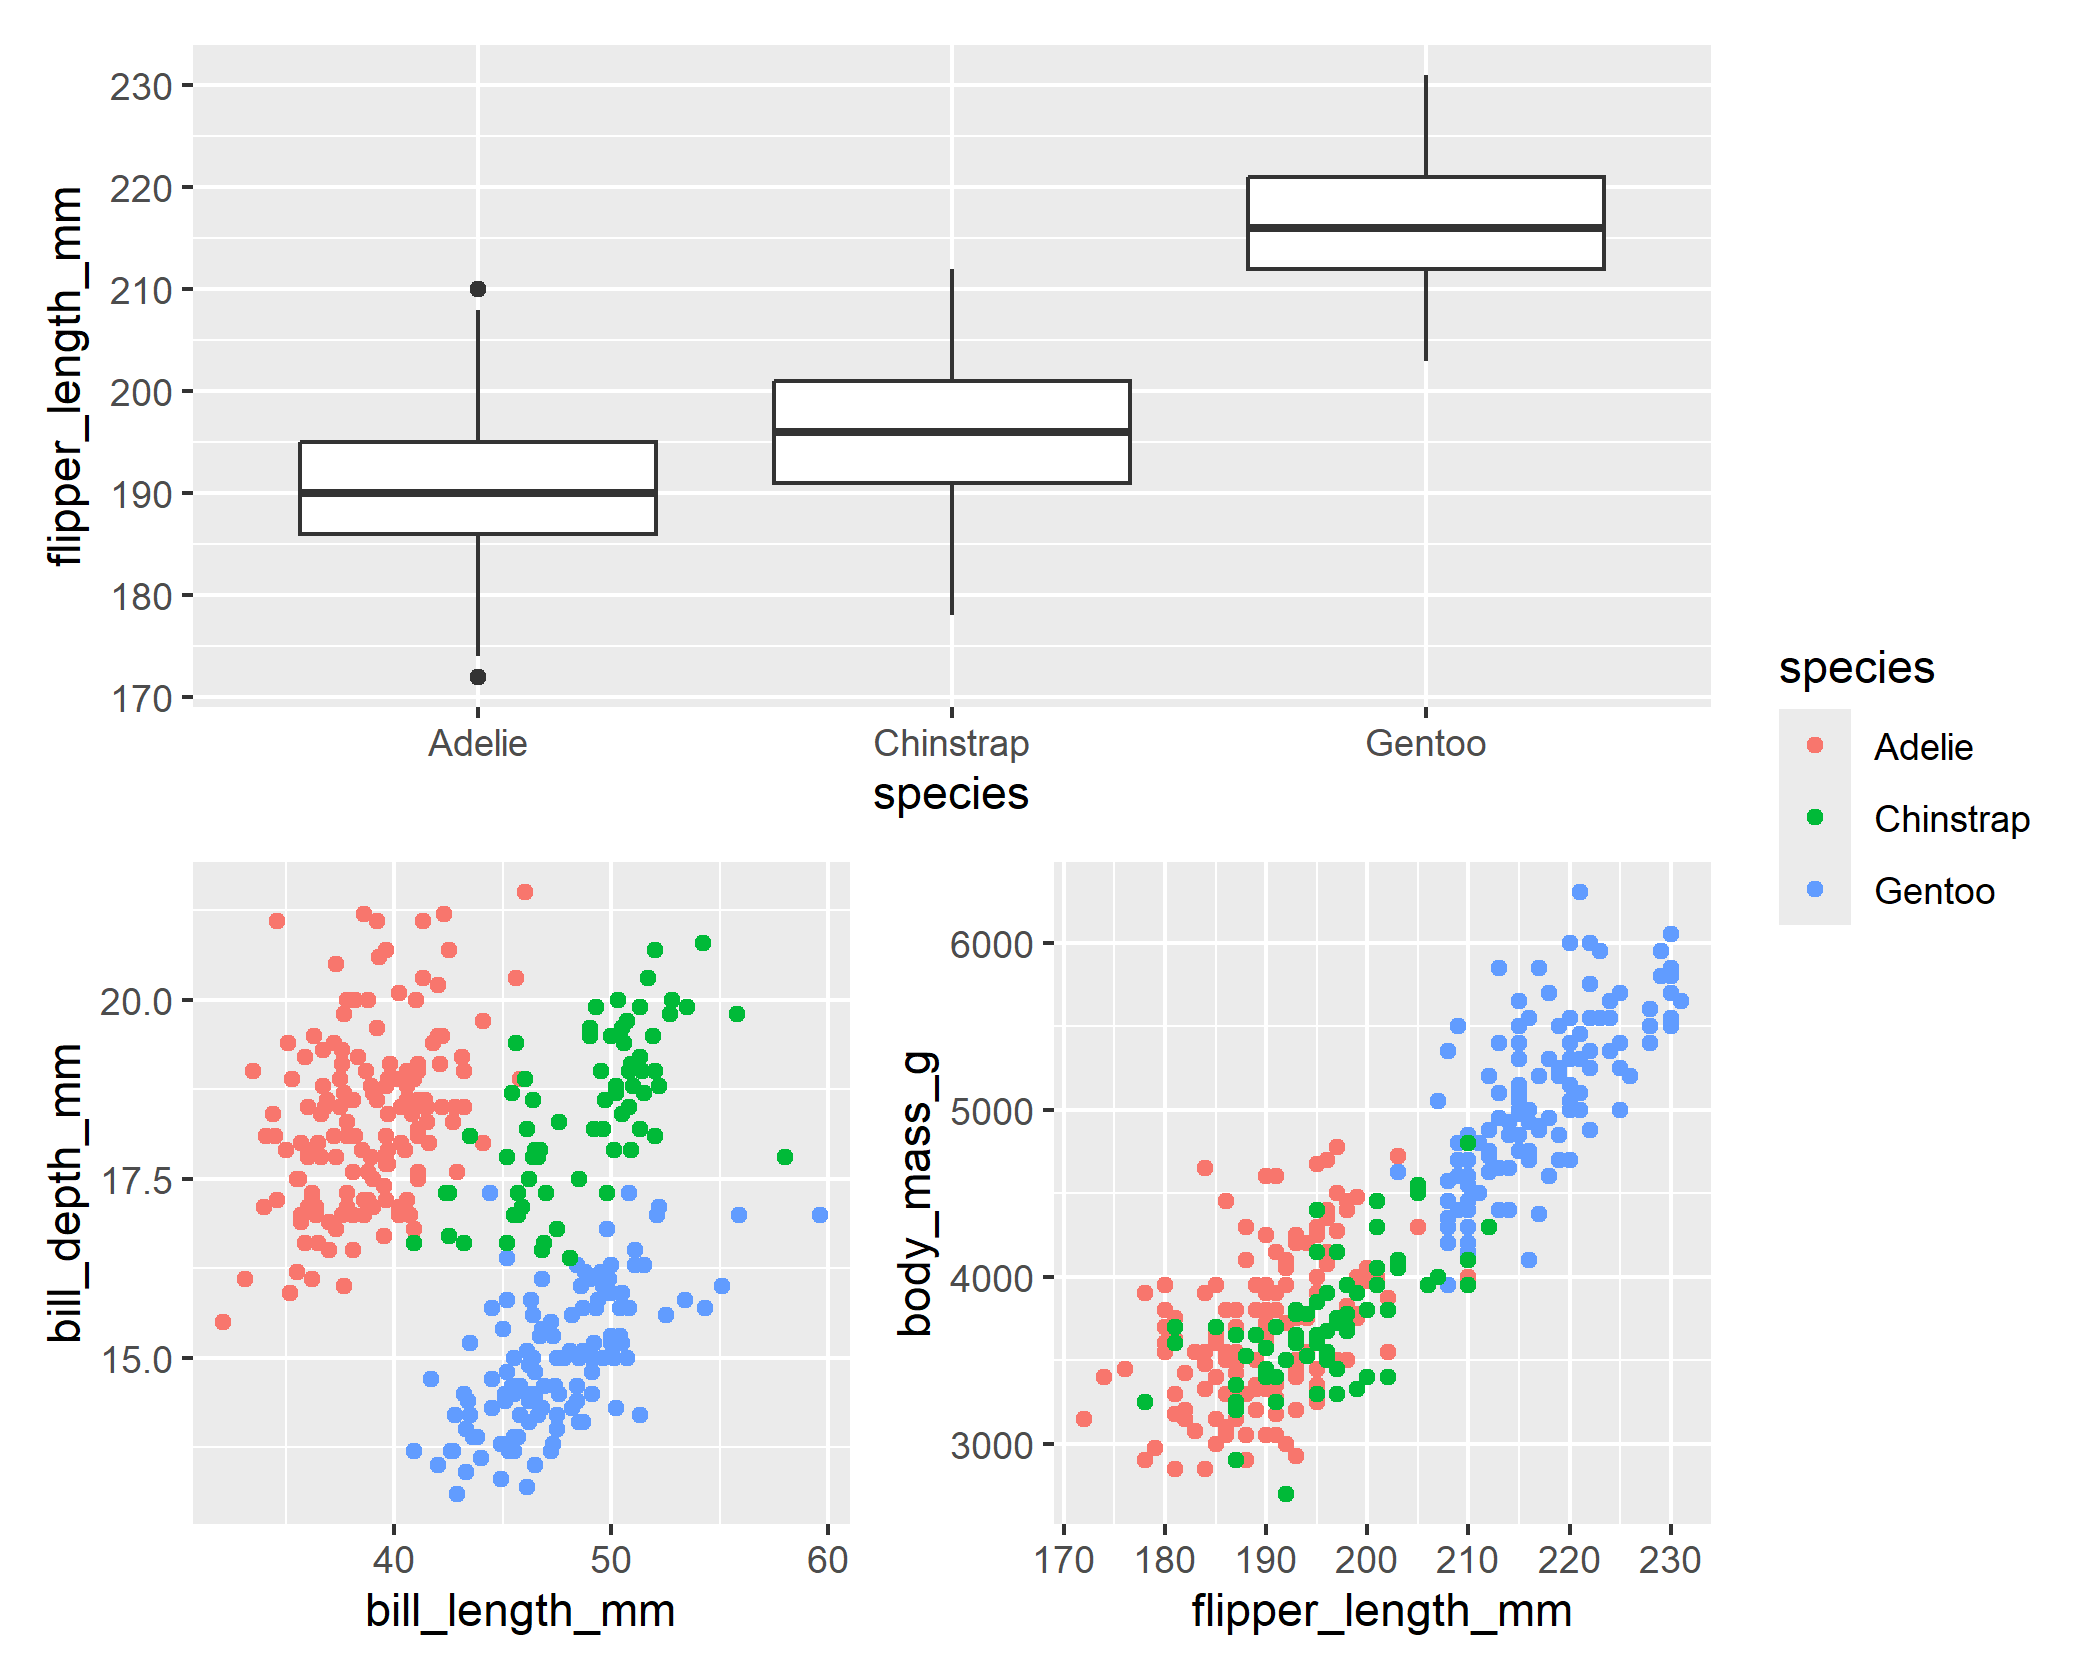 flipper_length_mm
230
220
210
200
190
180
170
Adelie Chinstrap Gentoo
species
species
Adelie
Chinstrap
Gentoo
bill_depth_mm
20.0
17.5
15.0
40 50 60
bill_length_mm
body_mass_g
6000
5000
4000
3000
170 180 190 200 210 220 230
flipper_length_mm